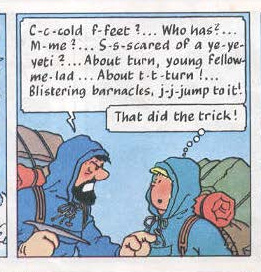 C-c-cold f-feet ?... Who has?...
M-me ?... S-s-scared of a ye-ye-
yeti ?... About turn, young fellow-
me-lad ... About t-t-turn !...
Blistering barnacles, j-j-jump to it!
That did the trick !